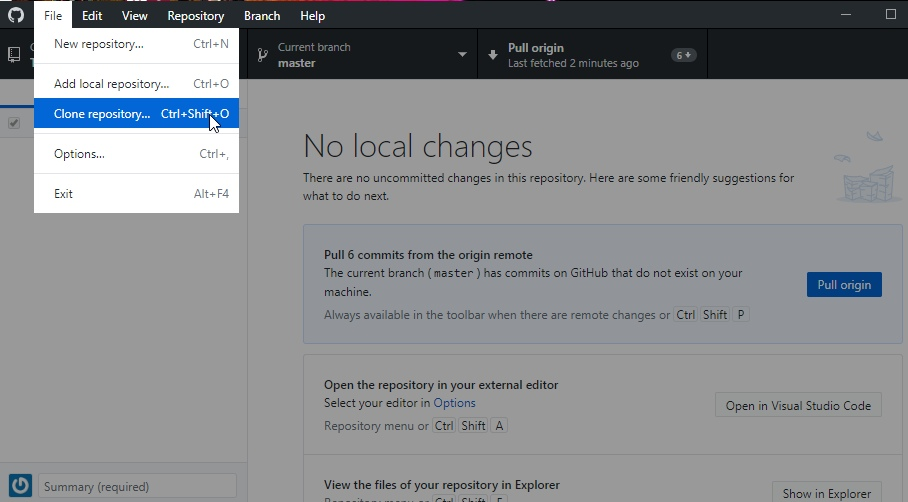 File Edit View Repository Branch Help
New repository... Ctrl+N
Add local repository... Ctrl+O
Clone repository... Ctrl+Shift+O
Options... Ctrl+,
Exit Alt+F4
Current branch
master
Pull origin
Last fetched 2 minutes ago
6
No local changes
There are no uncommitted changes in this repository. Here are some friendly suggestions for
what to do next.
Pull 6 commits from the origin remote
The current branch (master) has commits on GitHub that do not exist on your
machine.
Always available in the toolbar when there are remote changes or Ctrl Shift P
Pull origin
Open the repository in your external editor
Select your editor in Options
Repository menu or Ctrl Shift A
Open in Visual Studio Code
View the files of your repository in Explorer
Repository menu or Ctrl Shift F
Show in Explorer
Summary (required)